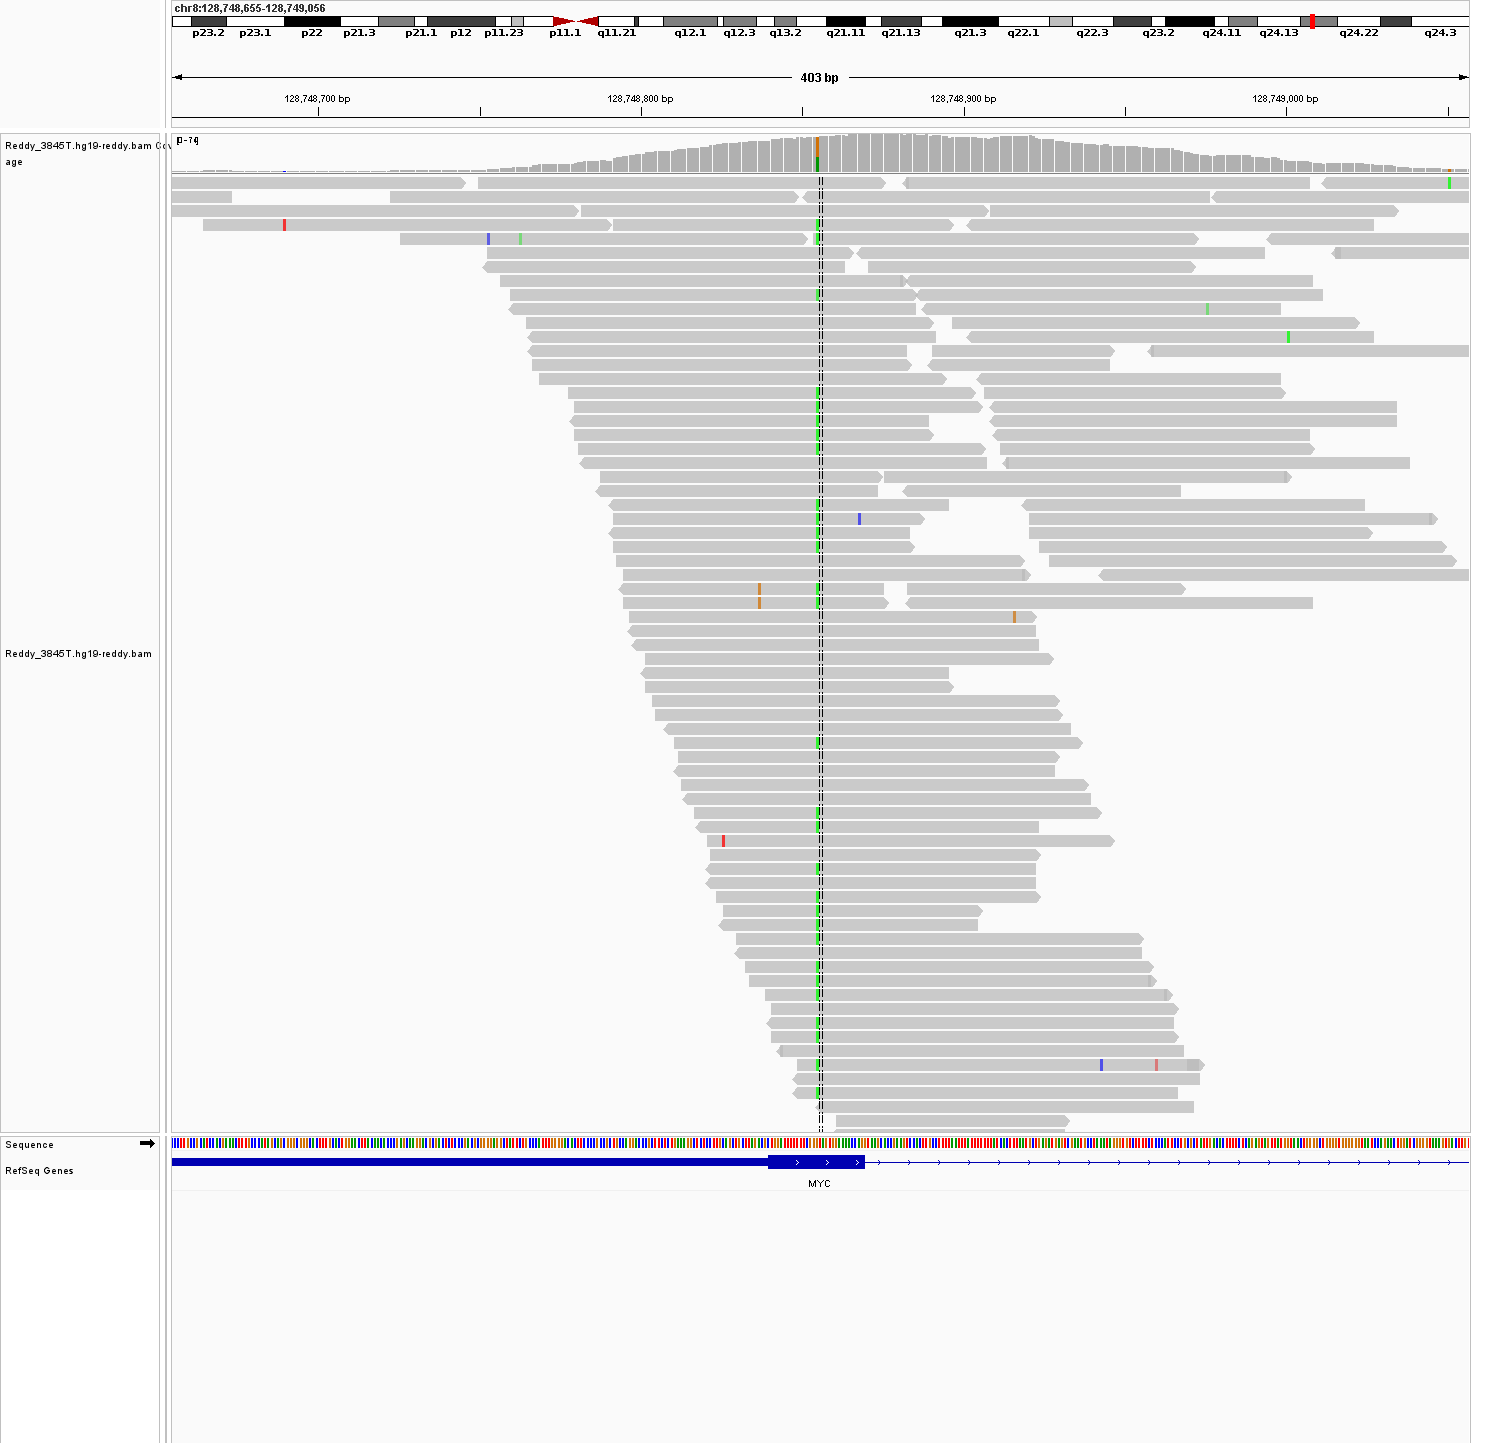 chr8:128,748,655-128,749,056
p23.2 p23.1 p22 p21.3 p21.1 p12 p11.23 p11.1 q11.21 q12.1 q12.3 q13.2 q21.11 q21.13 q21.3 q22.1 q22.3 q23.2 q24.11 q24.13 q24.22 q24.3
403 bp
128,748,700 bp 128,748,800 bp 128,748,900 bp 128,749,000 bp
Reddy_3845T.hg19-reddy.bam Cov
age
[0-74]
Reddy_3845T.hg19-reddy.bam
Sequence
RefSeq Genes
MYC